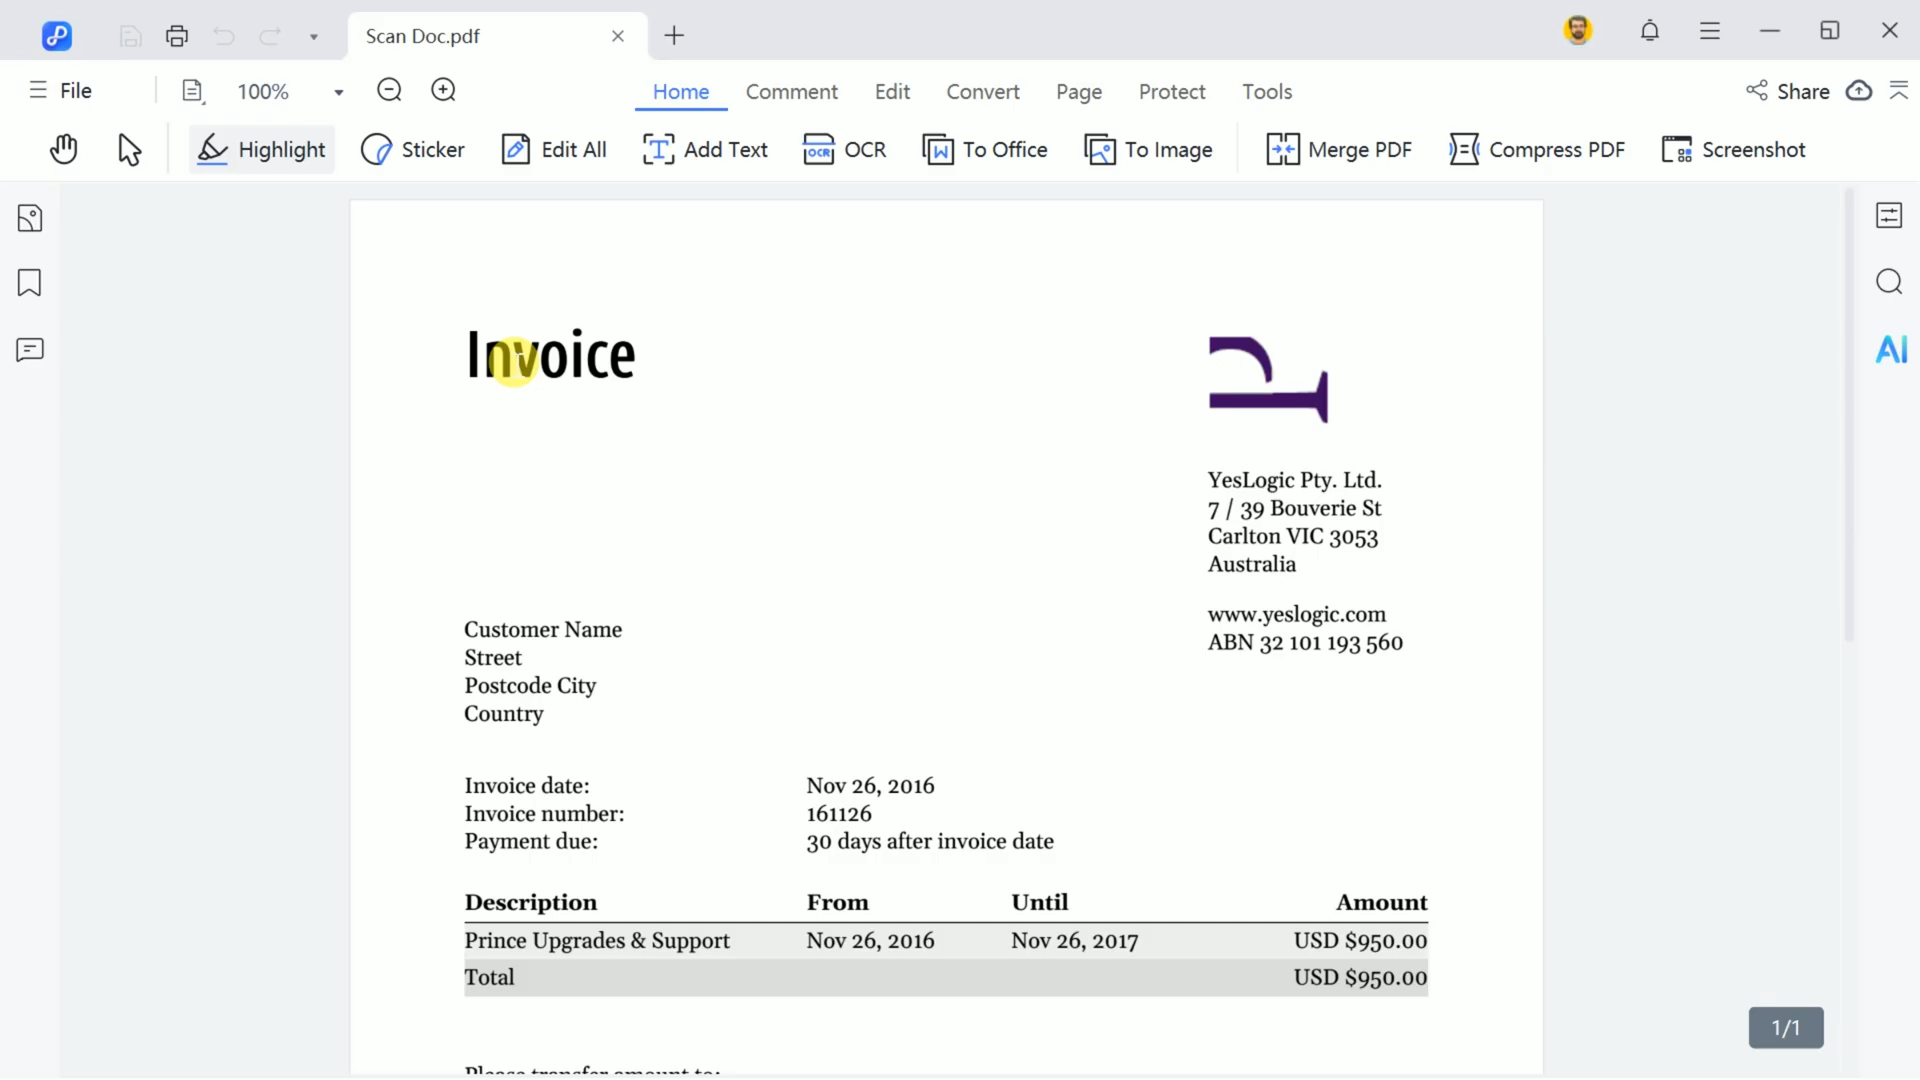 Scan Doc.pdf
File
100%
Home Comment Edit Convert Page Protect Tools
Share
Highlight Sticker Edit All Add Text OCR To Office To Image Merge PDF Compress PDF Screenshot
AI
Invoice
YesLogic Pty. Ltd.
7 / 39 Bouverie St
Carlton VIC 3053
Australia
www.yeslogic.com
ABN 32 101 193 560
Customer Name
Street
Postcode City
Country
Invoice date: Nov 26, 2016
Invoice number: 161126
Payment due: 30 days after invoice date
Description From Until Amount
Prince Upgrades & Support Nov 26, 2016 Nov 26, 2017 USD $950.00
Total USD $950.00
1/1
Please transfer amount to: